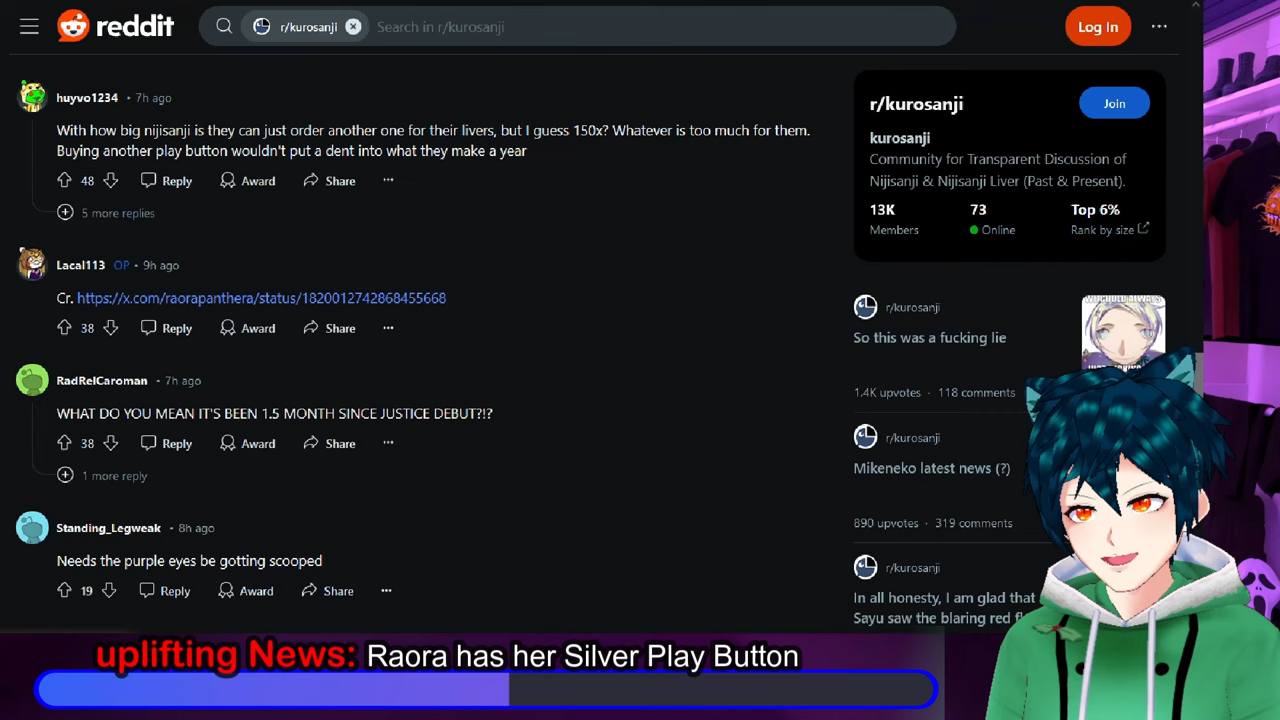 reddit
r/kurosanji
Search in r/kurosanji
Log In
huyvo1234 • 7h ago
With how big nijisanji is they can just order another one for their livers, but I guess 150x? Whatever is too much for them.
Buying another play button wouldn't put a dent into what they make a year
48 Reply Award Share
5 more replies
Lacal113 OP • 9h ago
Cr. https://x.com/raorapanthera/status/1820012742868455668
38 Reply Award Share
RadRelCaroman • 7h ago
WHAT DO YOU MEAN IT'S BEEN 1.5 MONTH SINCE JUSTICE DEBUT?!?
38 Reply Award Share
1 more reply
Standing_Legweak • 8h ago
Needs the purple eyes be gotting scooped
19 Reply Award Share
r/kurosanji
Join
kurosanji
Community for Transparent Discussion of
Nijisanji & Nijisanji Liver (Past & Present).
13K 73 Top 6%
Members Online Rank by size
r/kurosanji
So this was a fucking lie
1.4K upvotes • 118 comments
WE COULD ALWAYS
r/kurosanji
Mikeneko latest news (?)
890 upvotes • 319 comments
r/kurosanji
In all honesty, I am glad that
Sayu saw the blaring red
uplifting News: Raora has her Silver Play Button